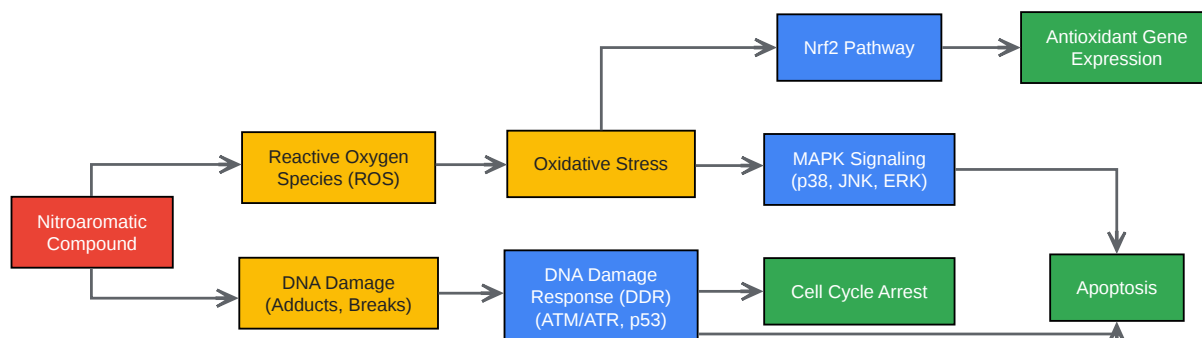 Nrf2 Pathway
Antioxidant Gene
Expression
Reactive Oxygen
Species (ROS)
Oxidative Stress
MAPK Signaling
(p38, JNK, ERK)
Nitroaromatic
Compound
DNA Damage
(Adducts, Breaks)
DNA Damage
Response (DDR)
(ATM/ATR, p53)
Cell Cycle Arrest
Apoptosis